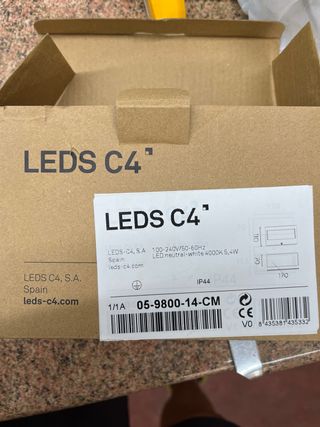 LEDS C4
LEDS C4
LEDS-C4, S.A.
Spain
leds-c4.com
100-240V/50-60Hz
LED neutral-white 4000K 5,4W
170
IP44
LEDS C4, S.A.
Spain
leds-c4.com
1/1A
05-9800-14-CM
CE
V0
8 435381 435332